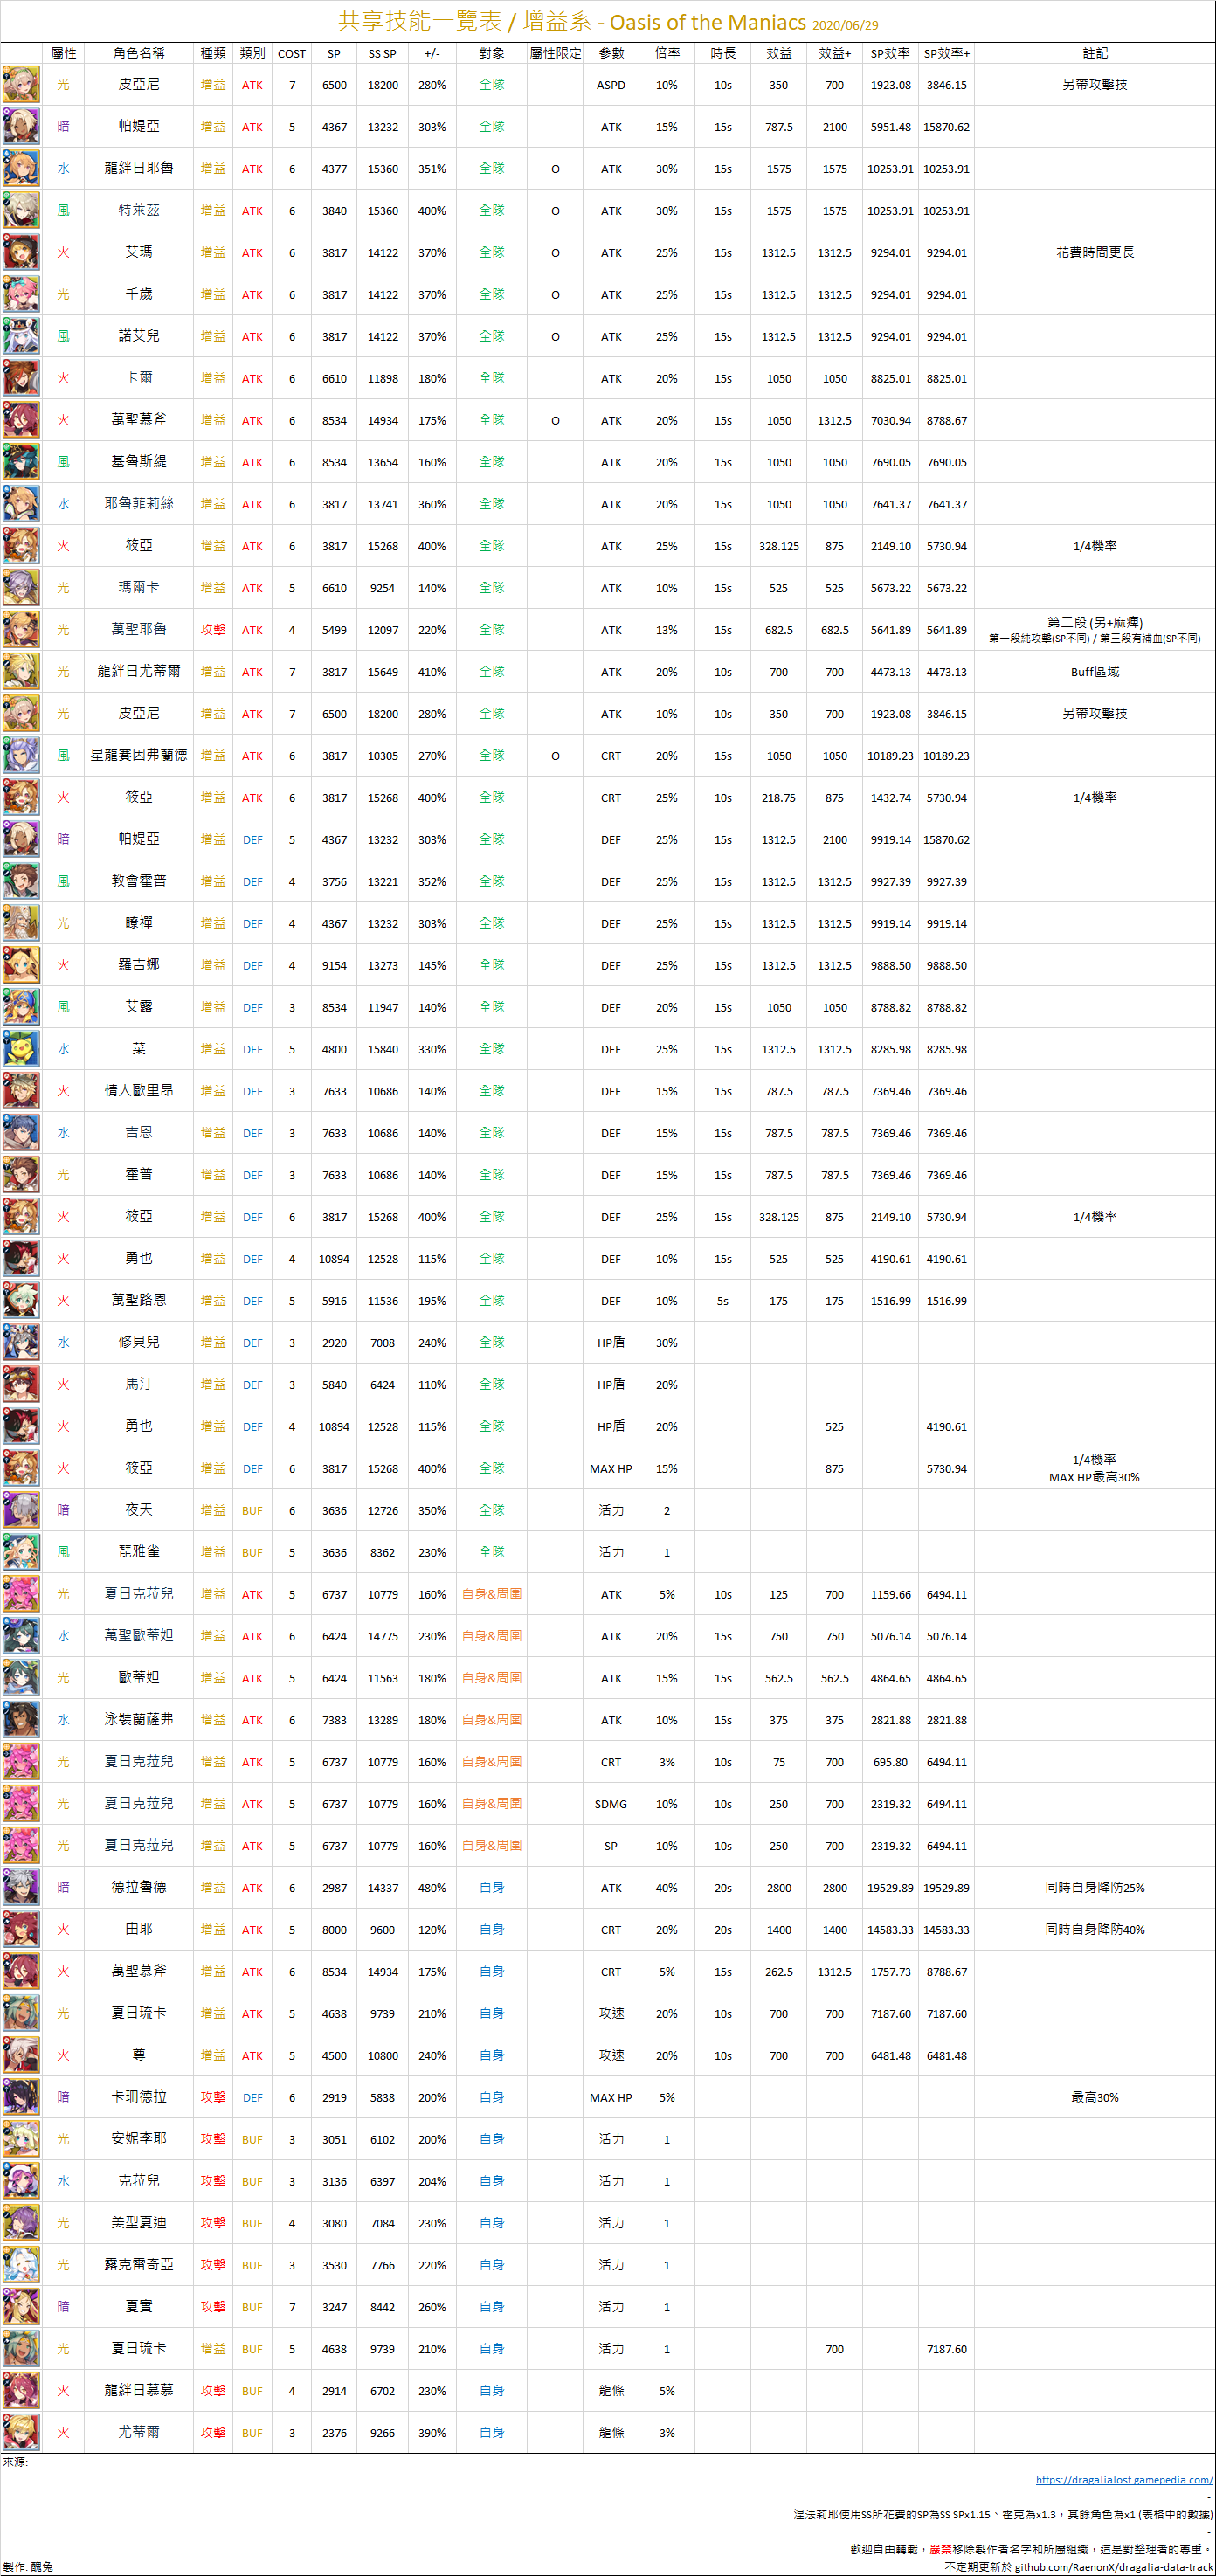 共享技能一覽表 / 增益系 - Oasis of the Maniacs 2020/06/29
屬性 角色名稱 種類 類別 COST SP SS SP +/- 對象 屬性限定 參數 倍率 時長 效益 效益+ SP效率 SP效率+ 註記
光 皮亞尼 增益 ATK 7 6500 18200 280% 全隊 ASPD 10% 10s 350 700 1923.08 3846.15 另帶攻擊技
暗 帕媞亞 增益 ATK 5 4367 13232 303% 全隊 ATK 15% 15s 787.5 2100 5951.48 15870.62
水 龍絆日耶魯 增益 ATK 6 4377 15360 351% 全隊 O ATK 30% 15s 1575 1575 10253.91 10253.91
風 特萊茲 增益 ATK 6 3840 15360 400% 全隊 O ATK 30% 15s 1575 1575 10253.91 10253.91
火 艾瑪 增益 ATK 6 3817 14122 370% 全隊 O ATK 25% 15s 1312.5 1312.5 9294.01 9294.01 花費時間更長
光 千歲 增益 ATK 6 3817 14122 370% 全隊 O ATK 25% 15s 1312.5 1312.5 9294.01 9294.01
風 諾艾兒 增益 ATK 6 3817 14122 370% 全隊 O ATK 25% 15s 1312.5 1312.5 9294.01 9294.01
火 卡爾 增益 ATK 6 6610 11898 180% 全隊 ATK 20% 15s 1050 1050 8825.01 8825.01
火 萬聖慕斧 增益 ATK 6 8534 14934 175% 全隊 O ATK 20% 15s 1050 1312.5 7030.94 8788.67
風 基魯斯緹 增益 ATK 6 8534 13654 160% 全隊 ATK 20% 15s 1050 1050 7690.05 7690.05
水 耶魯菲莉絲 增益 ATK 6 3817 13741 360% 全隊 ATK 20% 15s 1050 1050 7641.37 7641.37
火 筱亞 增益 ATK 6 3817 15268 400% 全隊 ATK 25% 15s 328.125 875 2149.10 5730.94 1/4機率
光 瑪爾卡 增益 ATK 5 6610 9254 140% 全隊 ATK 10% 15s 525 525 5673.22 5673.22
光 萬聖耶魯 攻擊 ATK 4 5499 12097 220% 全隊 ATK 13% 15s 682.5 682.5 5641.89 5641.89 第二段 (另+麻痺)
第一段純攻擊(SP不同) / 第三段有補血(SP不同)
光 龍絆日尤蒂爾 增益 ATK 7 3817 15649 410% 全隊 ATK 20% 10s 700 700 4473.13 4473.13 Buff區域
光 皮亞尼 增益 ATK 7 6500 18200 280% 全隊 ATK 10% 10s 350 700 1923.08 3846.15 另帶攻擊技
風 星龍賽因弗蘭德 增益 ATK 6 3817 10305 270% 全隊 O CRT 20% 15s 1050 1050 10189.23 10189.23
火 筱亞 增益 ATK 6 3817 15268 400% 全隊 CRT 25% 10s 218.75 875 1432.74 5730.94 1/4機率
暗 帕媞亞 增益 DEF 5 4367 13232 303% 全隊 DEF 25% 15s 1312.5 2100 9919.14 15870.62
風 教會霍普 增益 DEF 4 3756 13221 352% 全隊 DEF 25% 15s 1312.5 1312.5 9927.39 9927.39
光 瞭禪 增益 DEF 4 4367 13232 303% 全隊 DEF 25% 15s 1312.5 1312.5 9919.14 9919.14
火 羅吉娜 增益 DEF 4 9154 13273 145% 全隊 DEF 25% 15s 1312.5 1312.5 9888.50 9888.50
風 艾露 增益 DEF 3 8534 11947 140% 全隊 DEF 20% 15s 1050 1050 8788.82 8788.82
水 菜 增益 DEF 5 4800 15840 330% 全隊 DEF 25% 15s 1312.5 1312.5 8285.98 8285.98
火 情人歐里昂 增益 DEF 3 7633 10686 140% 全隊 DEF 15% 15s 787.5 787.5 7369.46 7369.46
水 吉恩 增益 DEF 3 7633 10686 140% 全隊 DEF 15% 15s 787.5 787.5 7369.46 7369.46
光 霍普 增益 DEF 3 7633 10686 140% 全隊 DEF 15% 15s 787.5 787.5 7369.46 7369.46
火 筱亞 增益 DEF 6 3817 15268 400% 全隊 DEF 25% 15s 328.125 875 2149.10 5730.94 1/4機率
火 勇也 增益 DEF 4 10894 12528 115% 全隊 DEF 10% 15s 525 525 4190.61 4190.61
火 萬聖路恩 增益 DEF 5 5916 11536 195% 全隊 DEF 10% 5s 175 175 1516.99 1516.99
水 修貝兒 增益 DEF 3 2920 7008 240% 全隊 HP盾 30%
火 馬汀 增益 DEF 3 5840 6424 110% 全隊 HP盾 20%
火 勇也 增益 DEF 4 10894 12528 115% 全隊 HP盾 20% 525 4190.61
火 筱亞 增益 DEF 6 3817 15268 400% 全隊 MAX HP 15% 875 5730.94 1/4機率
MAX HP最高30%
暗 夜天 增益 BUF 6 3636 12726 350% 全隊 活力 2
風 琵雅雀 增益 BUF 5 3636 8362 230% 全隊 活力 1
光 夏日克菈兒 增益 ATK 5 6737 10779 160% 自身&周圍 ATK 5% 10s 125 700 1159.66 6494.11
水 萬聖歐蒂妲 增益 ATK 6 6424 14775 230% 自身&周圍 ATK 20% 15s 750 750 5076.14 5076.14
光 歐蒂妲 增益 ATK 5 6424 11563 180% 自身&周圍 ATK 15% 15s 562.5 562.5 4864.65 4864.65
水 泳裝蘭薩弗 增益 ATK 6 7383 13289 180% 自身&周圍 ATK 10% 15s 375 375 2821.88 2821.88
光 夏日克菈兒 增益 ATK 5 6737 10779 160% 自身&周圍 CRT 3% 10s 75 700 695.80 6494.11
光 夏日克菈兒 增益 ATK 5 6737 10779 160% 自身&周圍 SDMG 10% 10s 250 700 2319.32 6494.11
光 夏日克菈兒 增益 ATK 5 6737 10779 160% 自身&周圍 SP 10% 10s 250 700 2319.32 6494.11
暗 德拉魯德 增益 ATK 6 2987 14337 480% 自身 ATK 40% 20s 2800 2800 19529.89 19529.89 同時自身降防25%
火 由耶 增益 ATK 5 8000 9600 120% 自身 CRT 20% 20s 1400 1400 14583.33 14583.33 同時自身降防40%
火 萬聖慕斧 增益 ATK 6 8534 14934 175% 自身 CRT 5% 15s 262.5 1312.5 1757.73 8788.67
光 夏日琉卡 增益 ATK 5 4638 9739 210% 自身 攻速 20% 10s 700 700 7187.60 7187.60
火 尊 增益 ATK 5 4500 10800 240% 自身 攻速 20% 10s 700 700 6481.48 6481.48
暗 卡珊德拉 攻擊 DEF 6 2919 5838 200% 自身 MAX HP 5% 最高30%
光 安妮李耶 攻擊 BUF 3 3051 6102 200% 自身 活力 1
水 克菈兒 攻擊 BUF 3 3136 6397 204% 自身 活力 1
光 美型夏迪 攻擊 BUF 4 3080 7084 230% 自身 活力 1
光 露克雷奇亞 攻擊 BUF 3 3530 7766 220% 自身 活力 1
暗 夏實 攻擊 BUF 7 3247 8442 260% 自身 活力 1
光 夏日琉卡 增益 BUF 5 4638 9739 210% 自身 活力 1 700 7187.60
火 龍絆日慕慕 攻擊 BUF 4 2914 6702 230% 自身 龍條 5%
火 尤蒂爾 攻擊 BUF 3 2376 9266 390% 自身 龍條 3%
來源:
https://dragalialost.gamepedia.com/
-
涅法莉耶使用SS所花費的SP為SS SPx1.15、霍克為x1.3，其餘角色為x1 (表格中的數據)
-
歡迎自由轉載，嚴禁移除製作者名字和所屬組織，這是對整理者的尊重。
製作: 醜兔 不定期更新於 github.com/RaenonX/dragalia-data-track